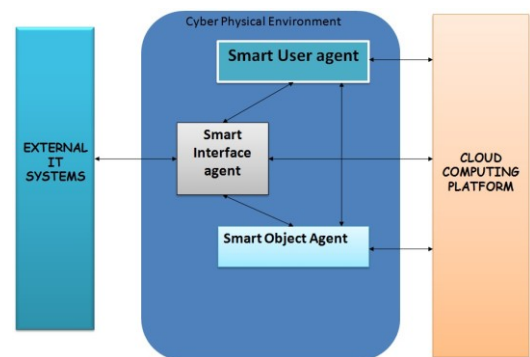 Cyber Physical Environment
Smart User agent
Smart
Interface
agent
EXTERNAL
IT
SYSTEMS
CLOUD
COMPUTING
PLATFORM
Smart Object Agent